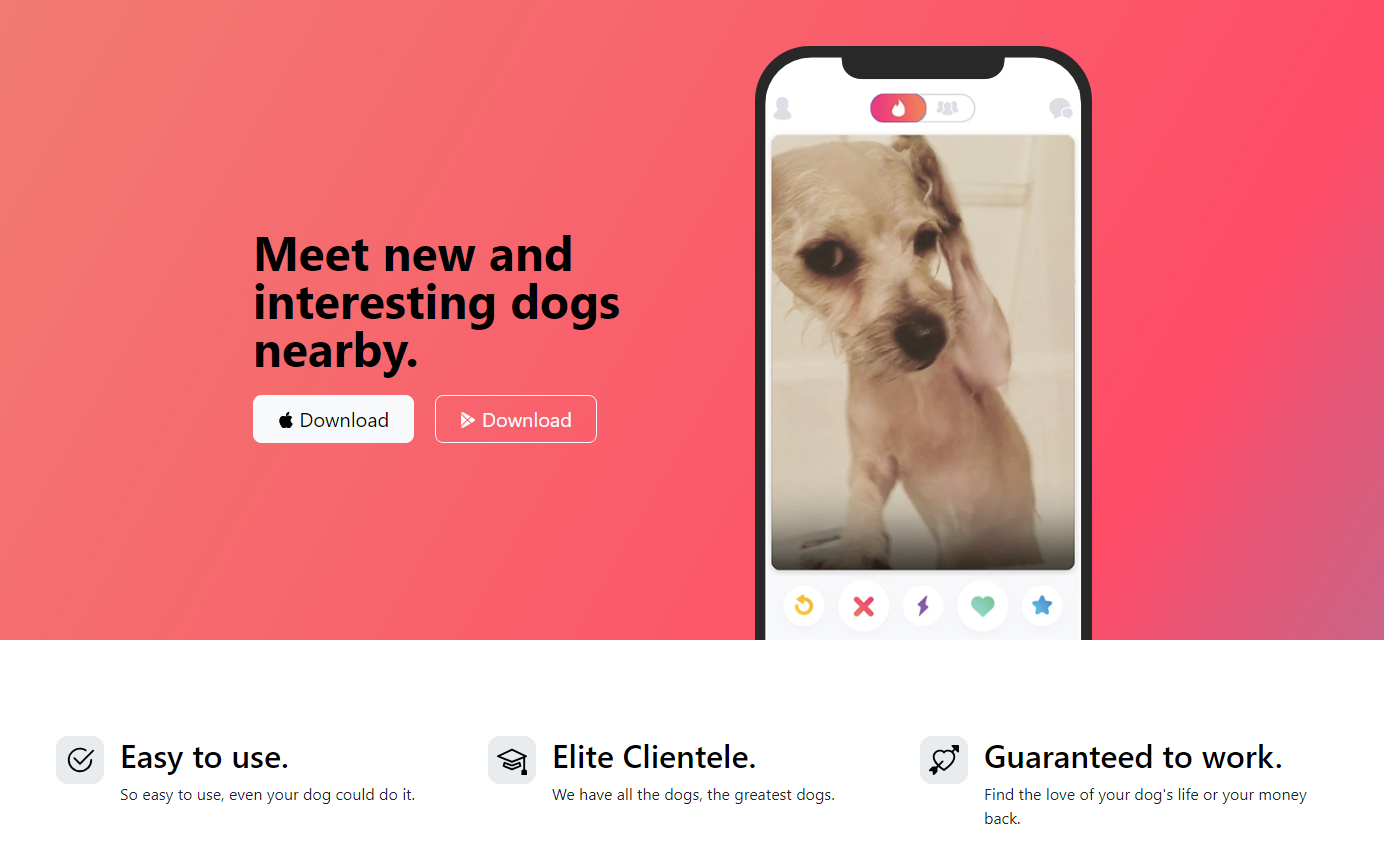 Meet new and
interesting dogs
nearby.
Download
Download
Easy to use.
So easy to use, even your dog could do it.
Elite Clientele.
We have all the dogs, the greatest dogs.
Guaranteed to work.
Find the love of your dog's life or your money
back.